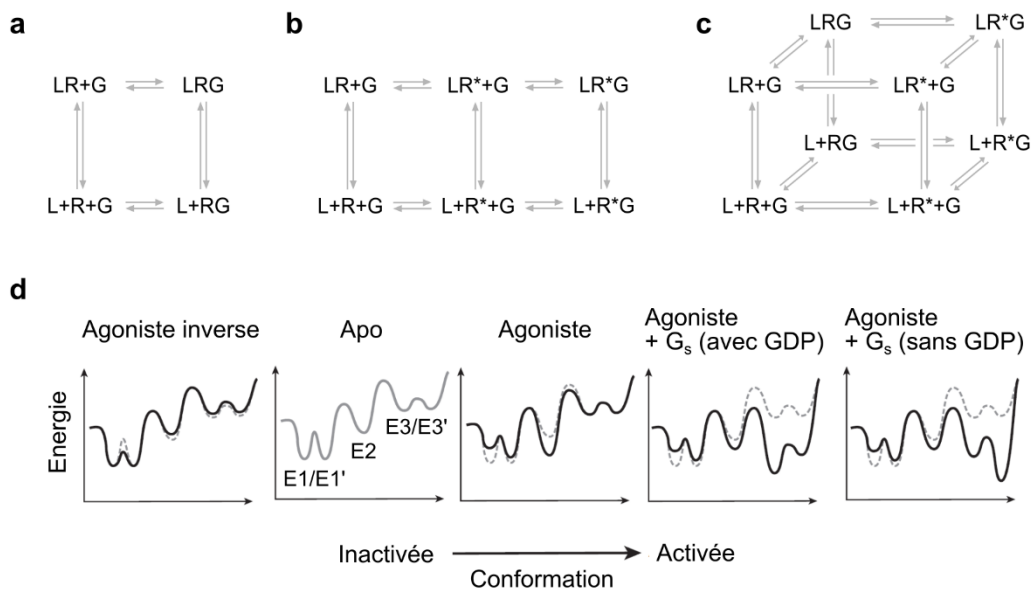 a
LR+G LRG
L+R+G L+RG
b
LR+G LR*+G LR*G
L+R+G L+R*+G L+R*G
c
LRG LR*G
LR+G LR*+G
L+RG L+R*G
L+R+G L+R*+G
d
Agoniste inverse
Apo
Agoniste
Agoniste
+ Gs (avec GDP)
Agoniste
+ Gs (sans GDP)
Energie
E1/E1'
E2
E3/E3'
Inactivée Activée
Conformation